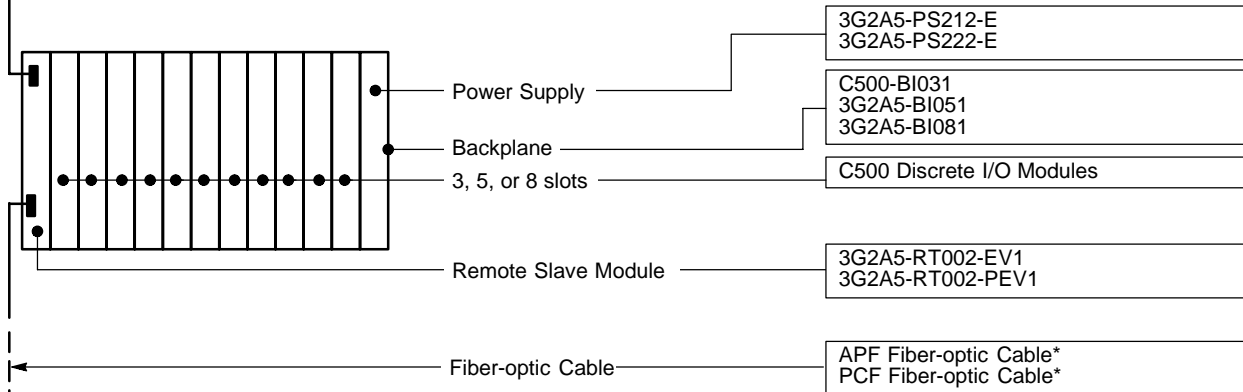 3G2A5-PS212-E
3G2A5-PS222-E
Power Supply
C500-BI031
3G2A5-BI051
3G2A5-BI081
Backplane
3, 5, or 8 slots
C500 Discrete I/O Modules
Remote Slave Module
3G2A5-RT002-EV1
3G2A5-RT002-PEV1
Fiber-optic Cable
APF Fiber-optic Cable*
PCF Fiber-optic Cable*